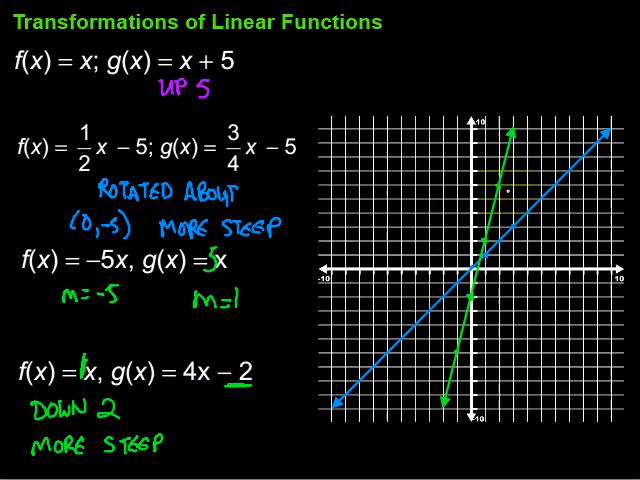 Transformations of Linear Functions
f(x) = x; g(x) = x + 5
UP 5
f(x) = 1/2 x – 5; g(x) = 3/4 x – 5
ROTATED ABOUT
(0,-5) MORE STEEP
f(x) = –5x, g(x) = 5x
m=-5 m=1
f(x) = 1x, g(x) = 4x – 2
DOWN 2
MORE STEEP
10
-10 10
-10